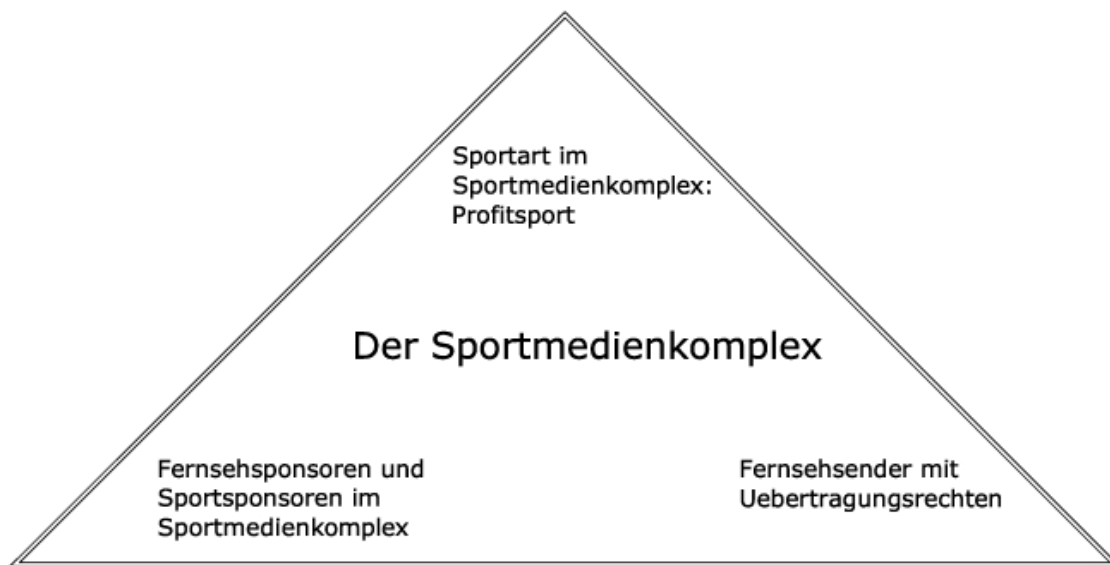 Sportart im
Sportmedienkomplex:
Profitsport
Der Sportmedienkomplex
Fernsehsponsoren und
Sportsponsoren im
Sportmedienkomplex
Fernsehsender mit
Uebertragungsrechten